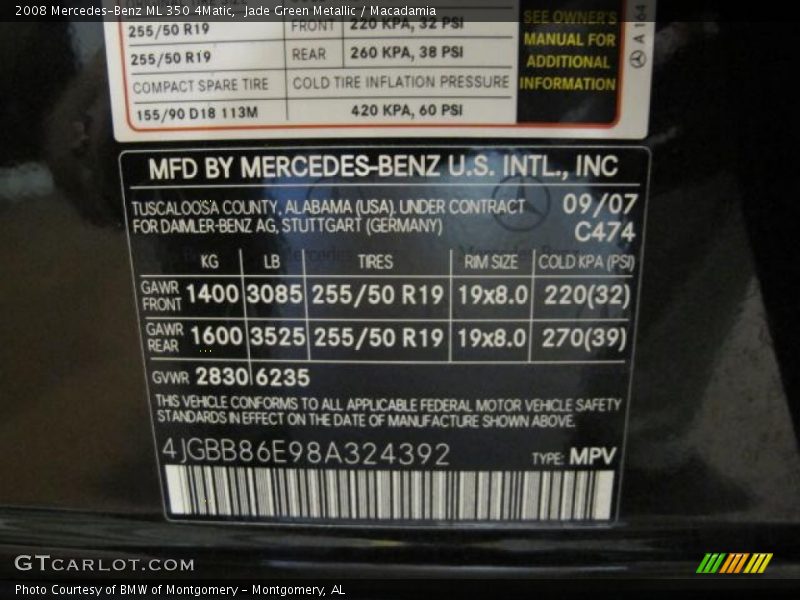 2008 Mercedes-Benz ML 350 4Matic,  Jade Green Metallic / Macadamia
255/50 R19 FRONT 220 KPA, 32 PSI
255/50 R19 REAR 260 KPA, 38 PSI
COMPACT SPARE TIRE COLD TIRE INFLATION PRESSURE
155/90 D18 113M 420 KPA, 60 PSI
SEE OWNER'S
MANUAL FOR
ADDITIONAL
INFORMATION
A 164
MFD BY MERCEDES-BENZ U.S. INTL., INC
TUSCALOOSA COUNTY, ALABAMA (USA), UNDER CONTRACT 09/07
FOR DAIMLER-BENZ AG, STUTTGART (GERMANY) C474
KG LB TIRES RIM SIZE COLD KPA (PSI)
GAWR FRONT 1400 3085 255/50 R19 19x8.0 220(32)
GAWR REAR 1600 3525 255/50 R19 19x8.0 270(39)
GVWR 2830 6235
THIS VEHICLE CONFORMS TO ALL APPLICABLE FEDERAL MOTOR VEHICLE SAFETY
STANDARDS IN EFFECT ON THE DATE OF MANUFACTURE SHOWN ABOVE.
4JGBB86E98A324392 TYPE: MPV
GTCARLOT.COM
Photo Courtesy of BMW of Montgomery - Montgomery, AL